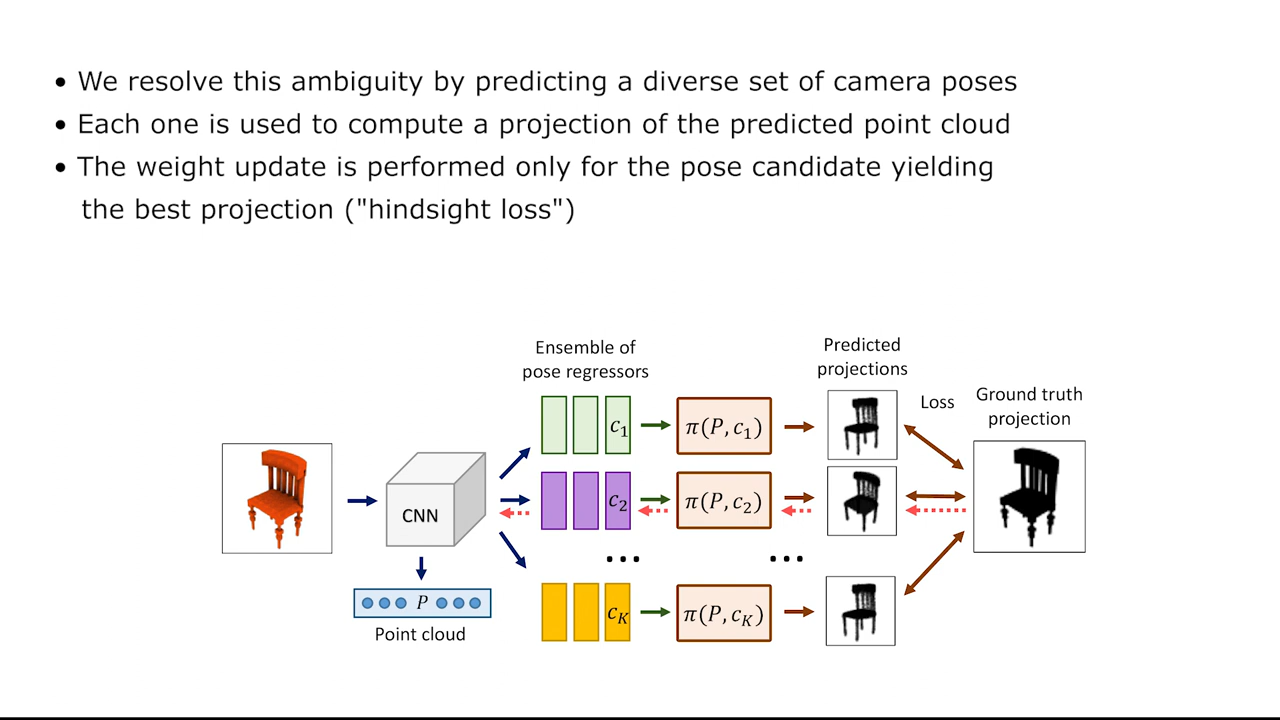 • We resolve this ambiguity by predicting a diverse set of camera poses
• Each one is used to compute a projection of the predicted point cloud
• The weight update is performed only for the pose candidate yielding
the best projection ("hindsight loss")
Ensemble of
pose regressors
Predicted
projections
Loss
Ground truth
projection
c₁
π(P, c₁)
CNN
c₂
π(P, c₂)
...
...
P
Point cloud
c_K
π(P, c_K)